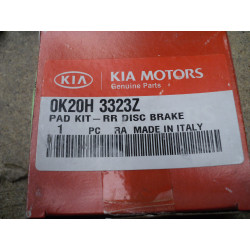 KIA KIA MOTORS
Genuine Parts
0K20H 3323Z
PAD KIT-RR DISC BRAKE
1 PC RA MADE IN ITALY